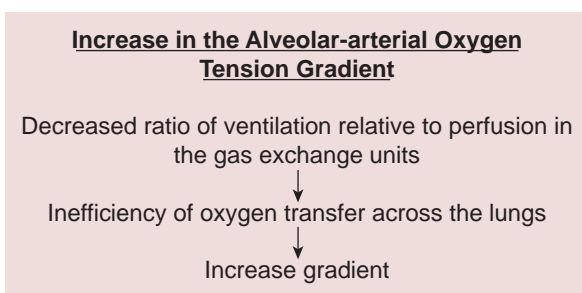 Increase in the Alveolar-arterial Oxygen
Tension Gradient
Decreased ratio of ventilation relative to perfusion in
the gas exchange units
Inefficiency of oxygen transfer across the lungs
Increase gradient